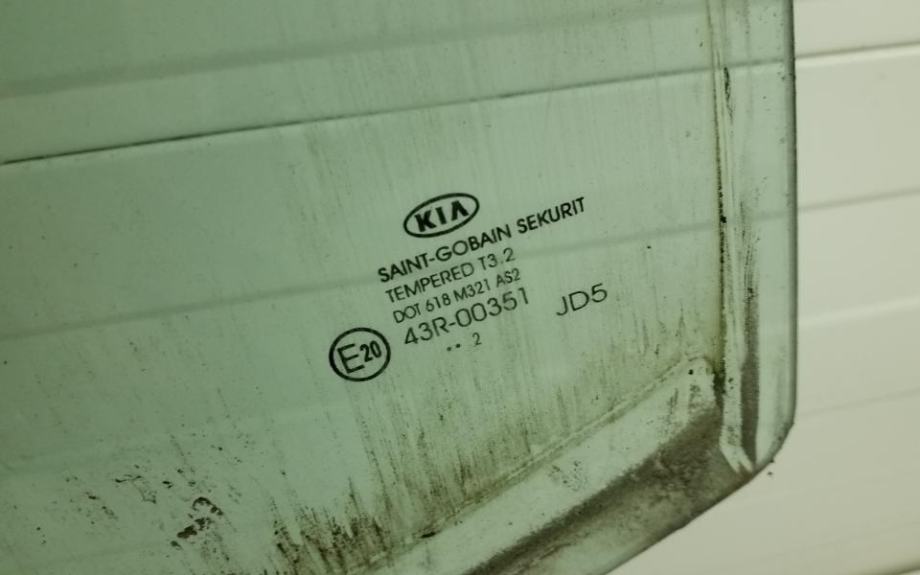 KIA
SAINT-GOBAIN SEKURIT
TEMPERED T3.2
DOT 618 M321 AS2
43R-00351
JD5
E20
•• 2